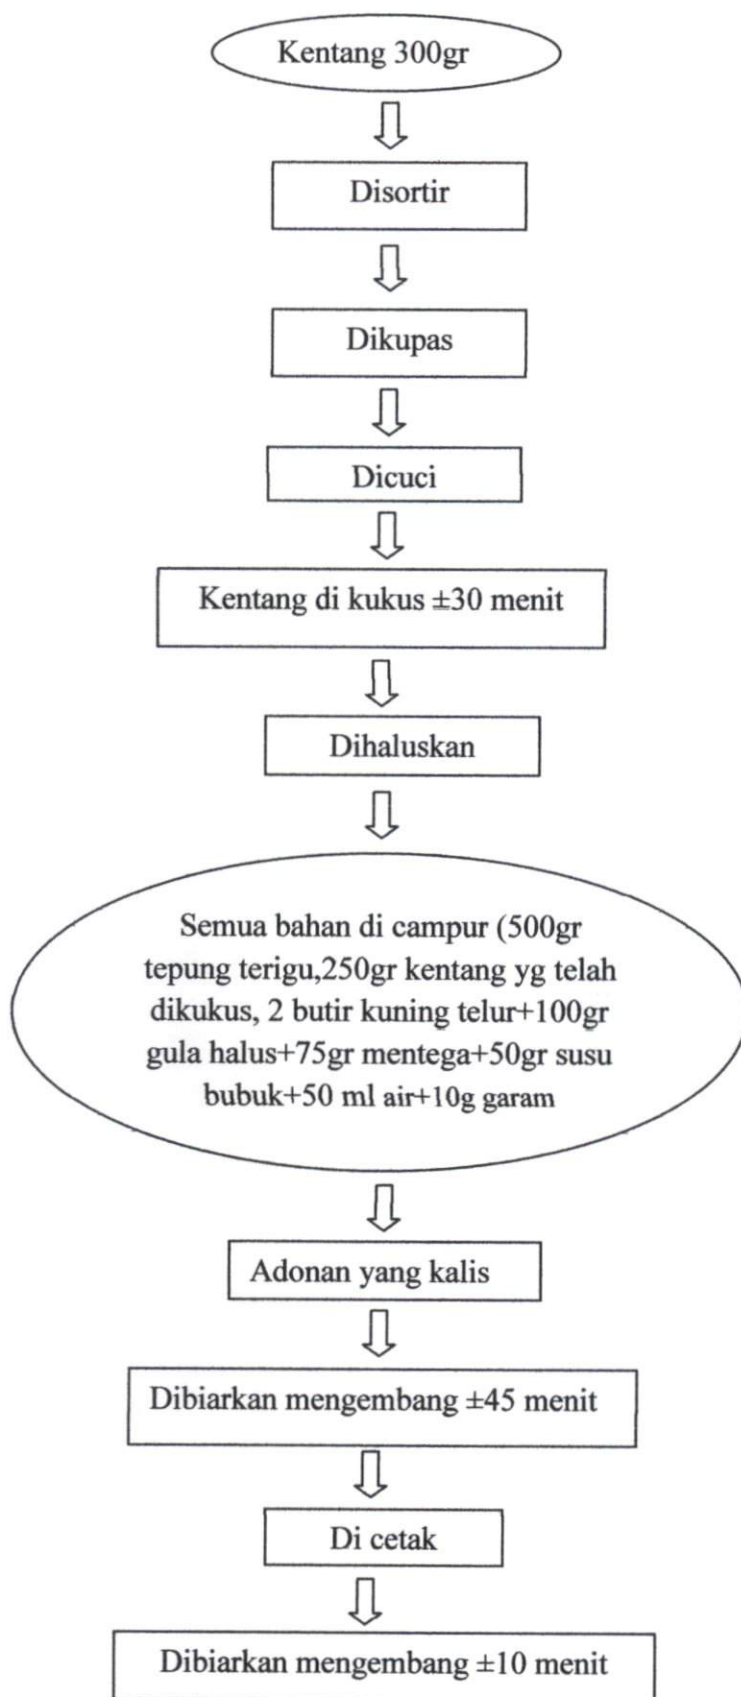 Kentang 300gr
Disortir
Dikupas
Dicuci
Kentang di kukus ±30 menit
Dihaluskan
Semua bahan di campur (500gr
tepung terigu,250gr kentang yg telah
dikukus, 2 butir kuning telur+100gr
gula halus+75gr mentega+50gr susu
bubuk+50 ml air+10g garam
Adonan yang kalis
Dibiarkan mengembang ±45 menit
Di cetak
Dibiarkan mengembang ±10 menit